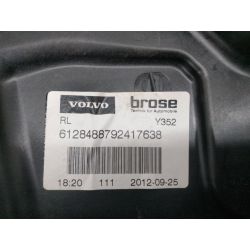 VOLVO
brose
Technik für Automobile
RL Y352
6128488792417638
18:20 111 2012-09-25